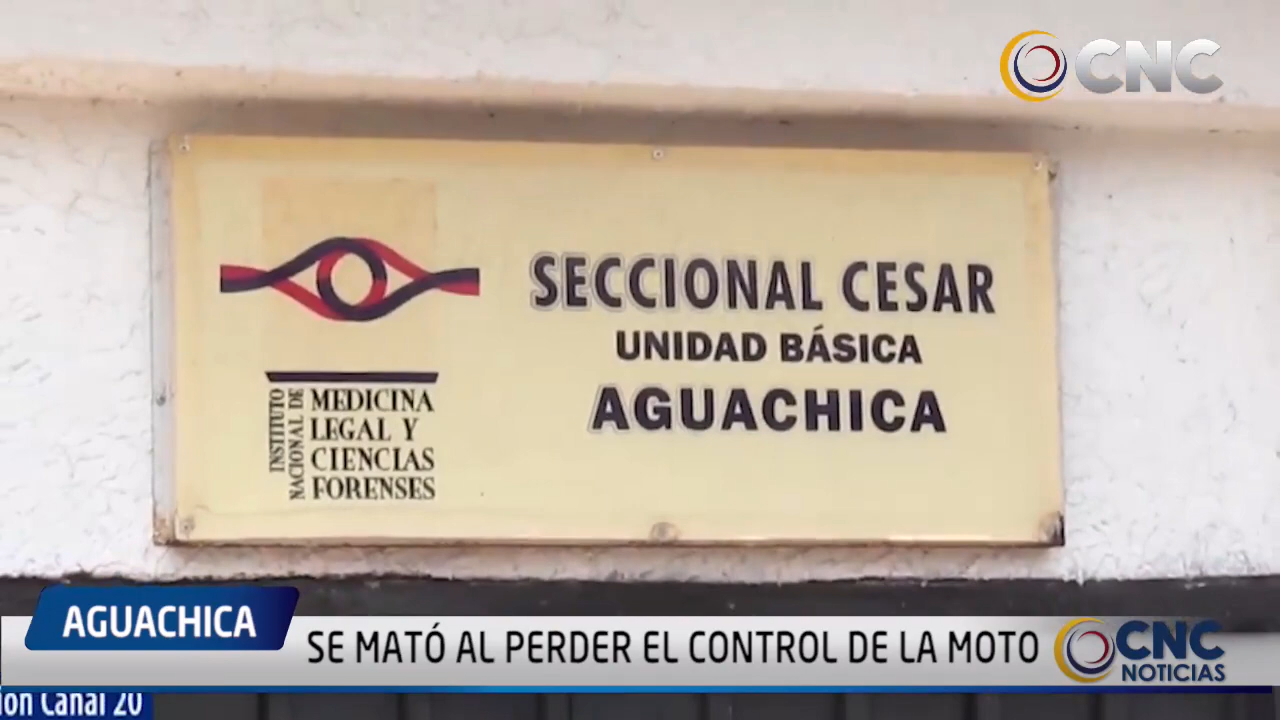 CNC
SECCIONAL CESAR
UNIDAD BÁSICA
AGUACHICA
INSTITUTO
NACIONAL DE
MEDICINA
LEGAL Y
CIENCIAS
FORENSES
AGUACHICA
SE MATÓ AL PERDER EL CONTROL DE LA MOTO
CNC
NOTICIAS
Canal 20